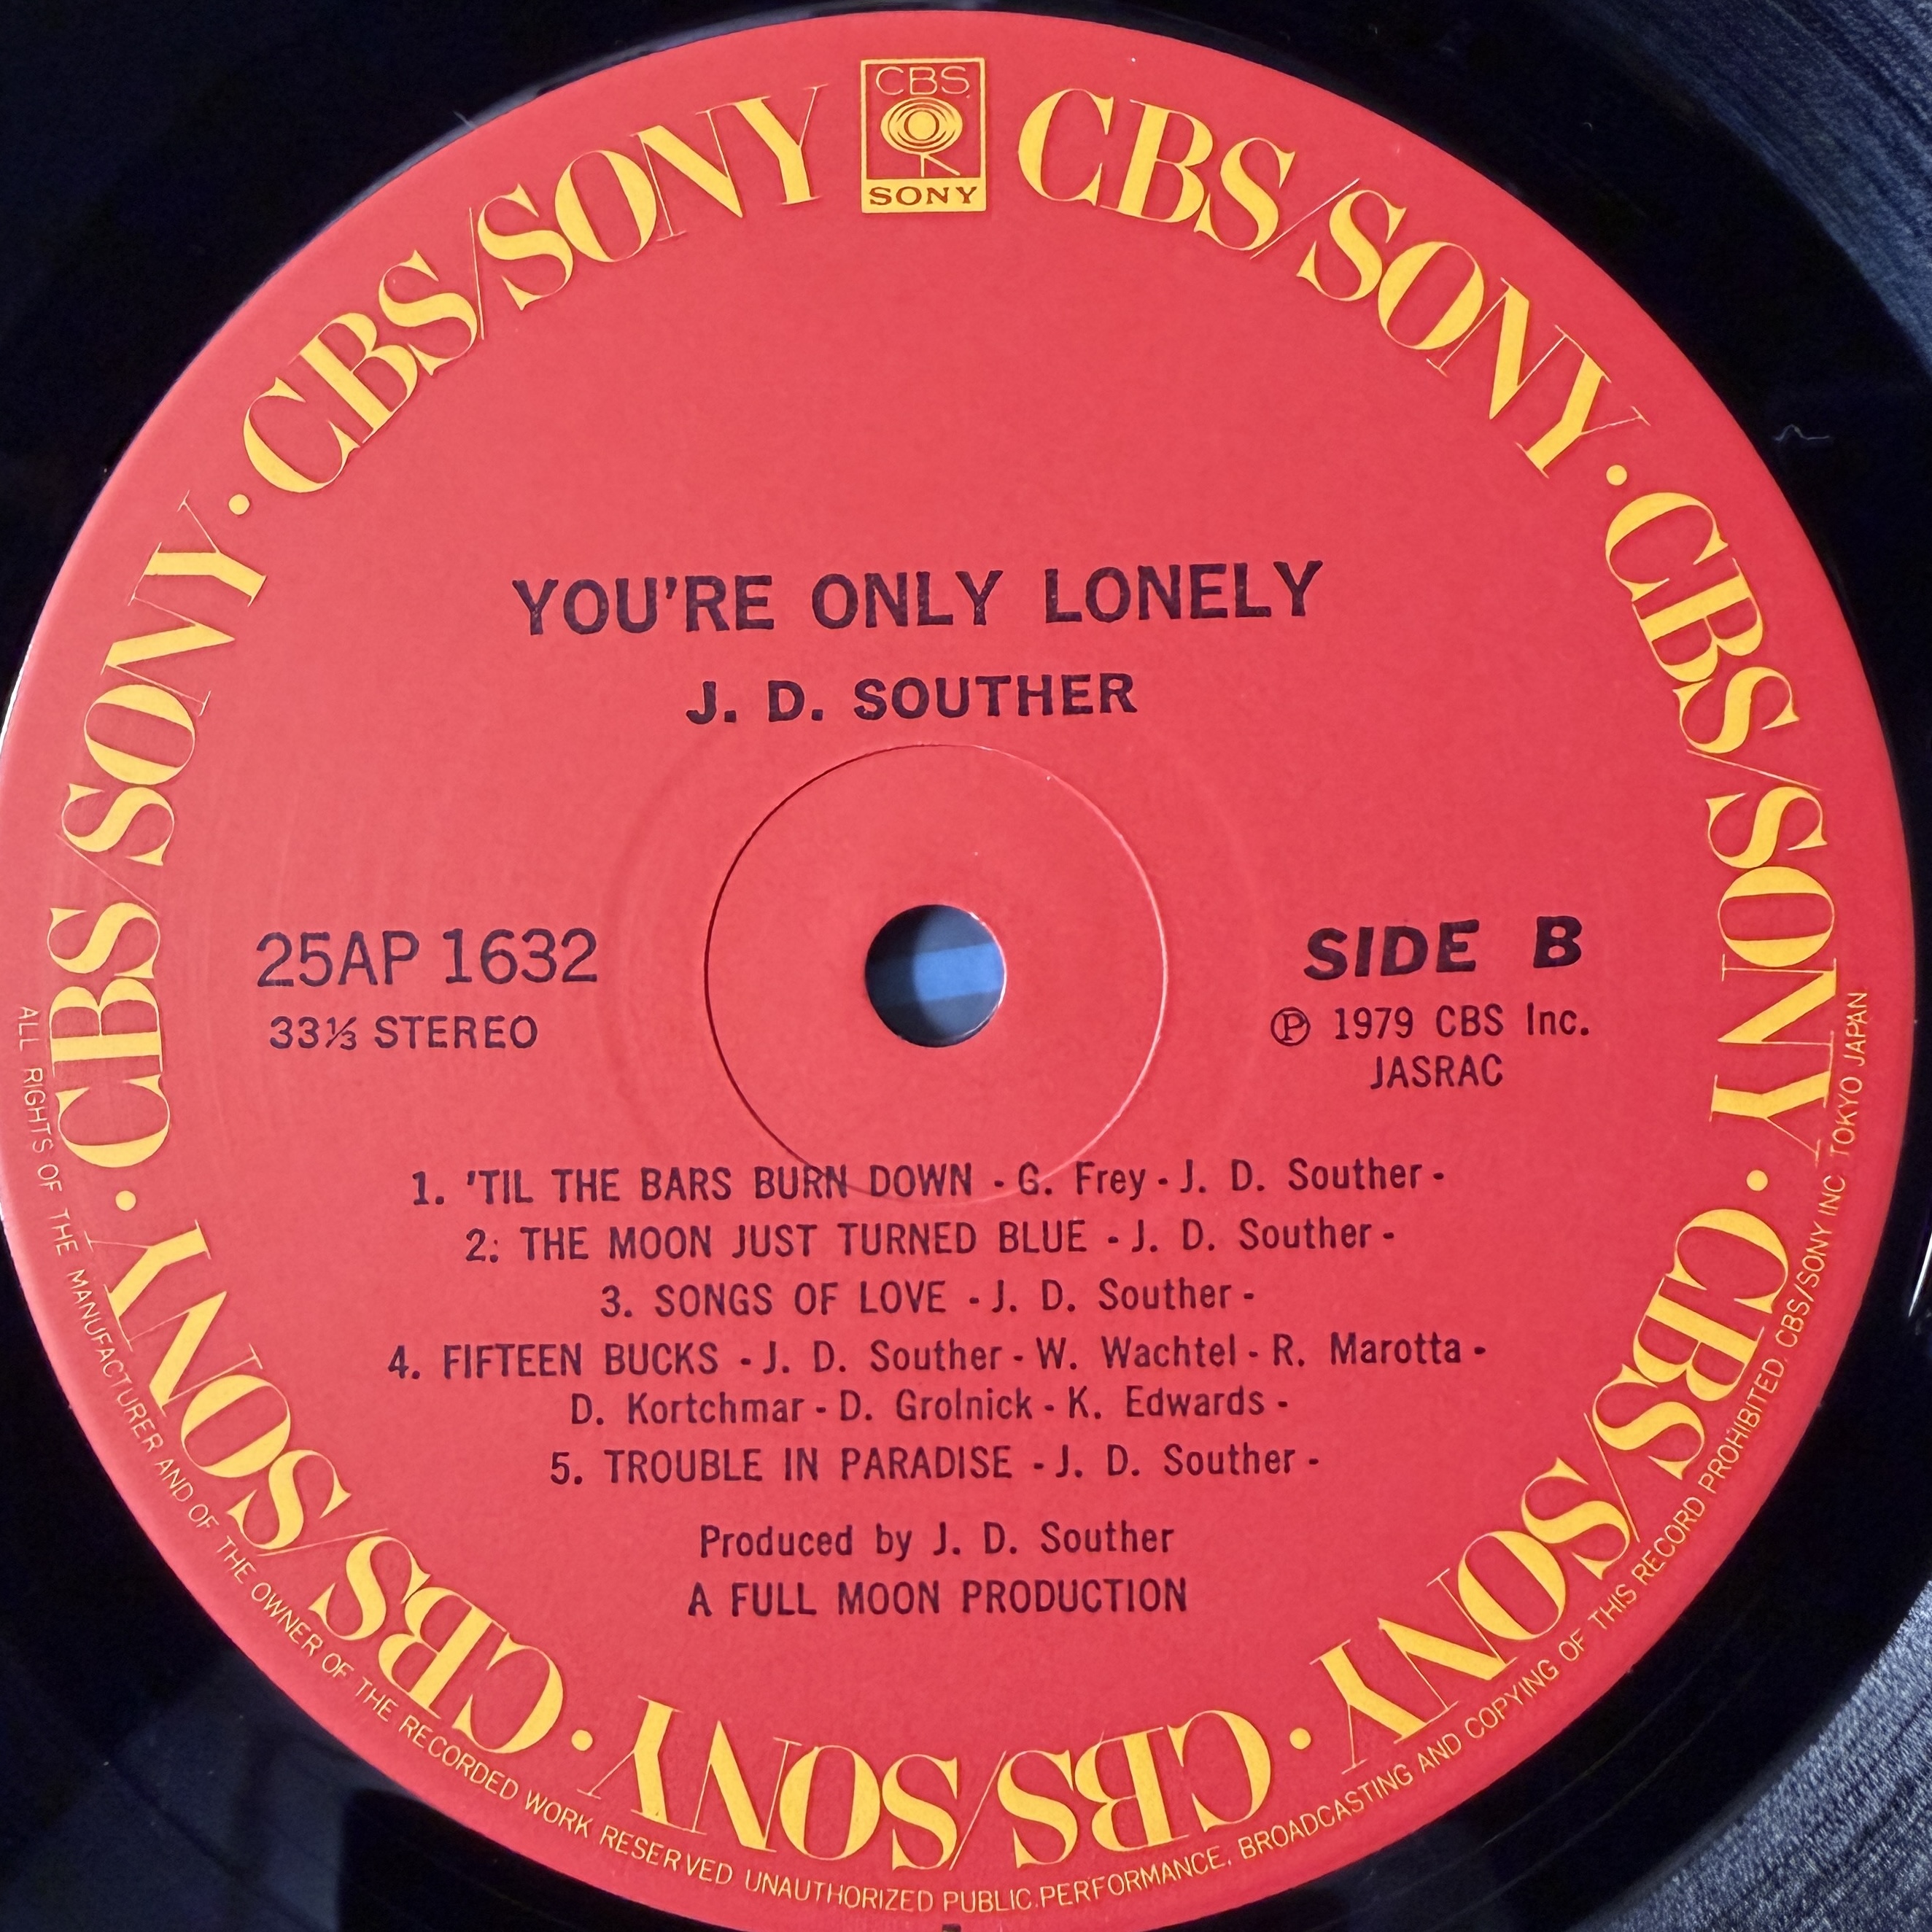 CBS
SONY
CBS/SONY · CBS/SONY · CBS/SONY · CBS/SONY · CBS/SONY · CBS/SONY · CBS/SONY
YOU'RE ONLY LONELY
J. D. SOUTHER
25AP 1632
33⅓ STEREO
SIDE B
Ⓟ 1979 CBS Inc.
JASRAC
1. 'TIL THE BARS BURN DOWN - G. Frey - J. D. Souther -
2. THE MOON JUST TURNED BLUE - J. D. Souther -
3. SONGS OF LOVE - J. D. Souther -
4. FIFTEEN BUCKS - J. D. Souther - W. Wachtel - R. Marotta -
D. Kortchmar - D. Grolnick - K. Edwards -
5. TROUBLE IN PARADISE - J. D. Souther -
Produced by J. D. Souther
A FULL MOON PRODUCTION
ALL RIGHTS OF THE MANUFACTURER AND OF THE OWNER OF THE RECORDED WORK RESERVED UNAUTHORIZED PUBLIC PERFORMANCE. BROADCASTING AND COPYING OF THIS RECORD PROHIBITED. CBS/SONY INC TOKYO JAPAN